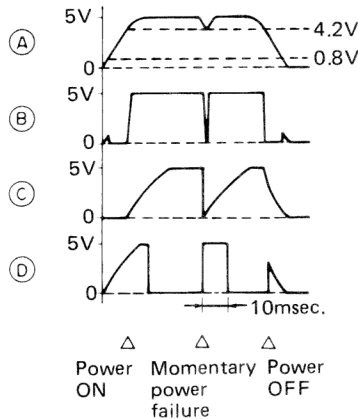 A
5V
4.2V
0.8V
0
B
5V
0
C
5V
0
D
5V
0
10msec.
△ △ △
Power Momentary Power
ON power OFF
failure